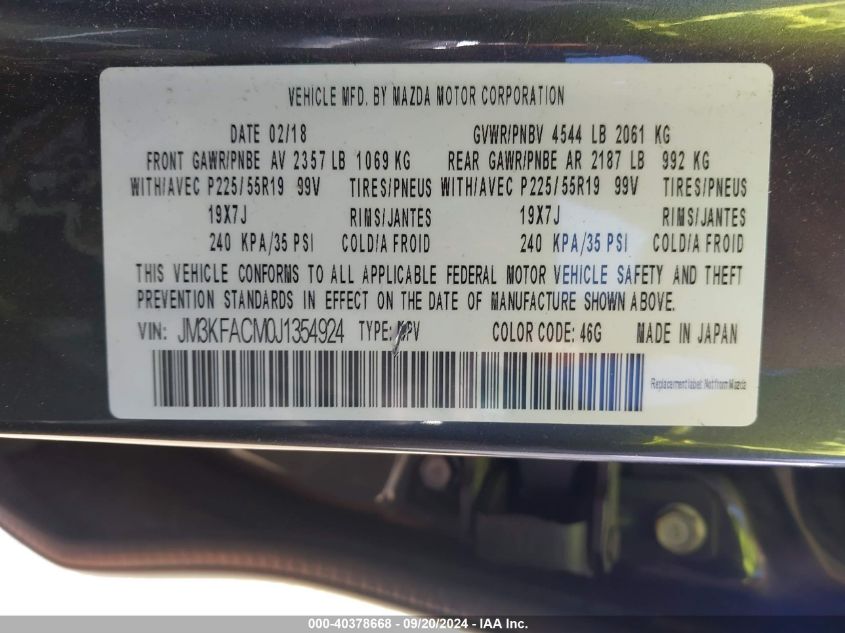 VEHICLE MFD. BY MAZDA MOTOR CORPORATION
DATE 02/18 GVWR/PNBV 4544 LB 2061 KG
FRONT GAWR/PNBE AV 2357 LB 1069 KG REAR GAWR/PNBE AR 2187 LB 992 KG
WITH/AVEC P225/55R19 99V TIRES/PNEUS WITH/AVEC P225/55R19 99V TIRES/PNEUS
19X7J RIMS/JANTES 19X7J RIMS/JANTES
240 KPA/35 PSI COLD/A FROID 240 KPA/35 PSI COLD/A FROID
THIS VEHICLE CONFORMS TO ALL APPLICABLE FEDERAL MOTOR VEHICLE SAFETY AND THEFT
PREVENTION STANDARDS IN EFFECT ON THE DATE OF MANUFACTURE SHOWN ABOVE.
VIN: JM3KFACM0J1354924 TYPE: MPV COLOR CODE: 46G MADE IN JAPAN
Replacement label: Not from Mazda
000-40378668 - 09/20/2024 - IAA Holdings, LLC.